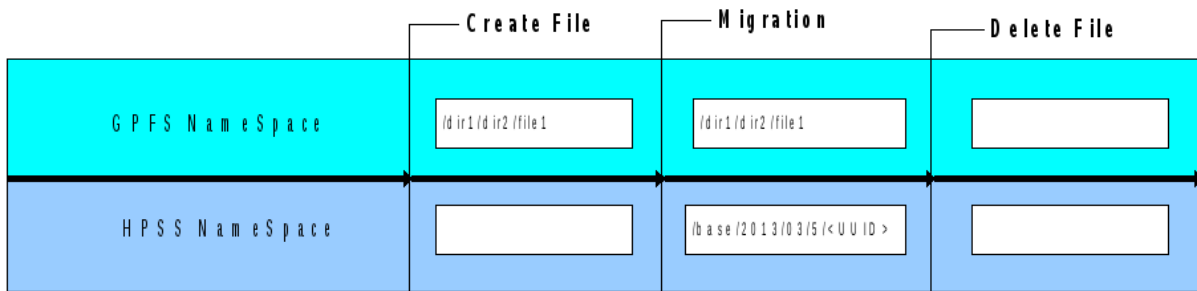 Create File
Migration
Delete File
GPFS NameSpace
/dir1/dir2/file1
/dir1/dir2/file1
HPSS NameSpace
/base/2013/03/5/<UUID>